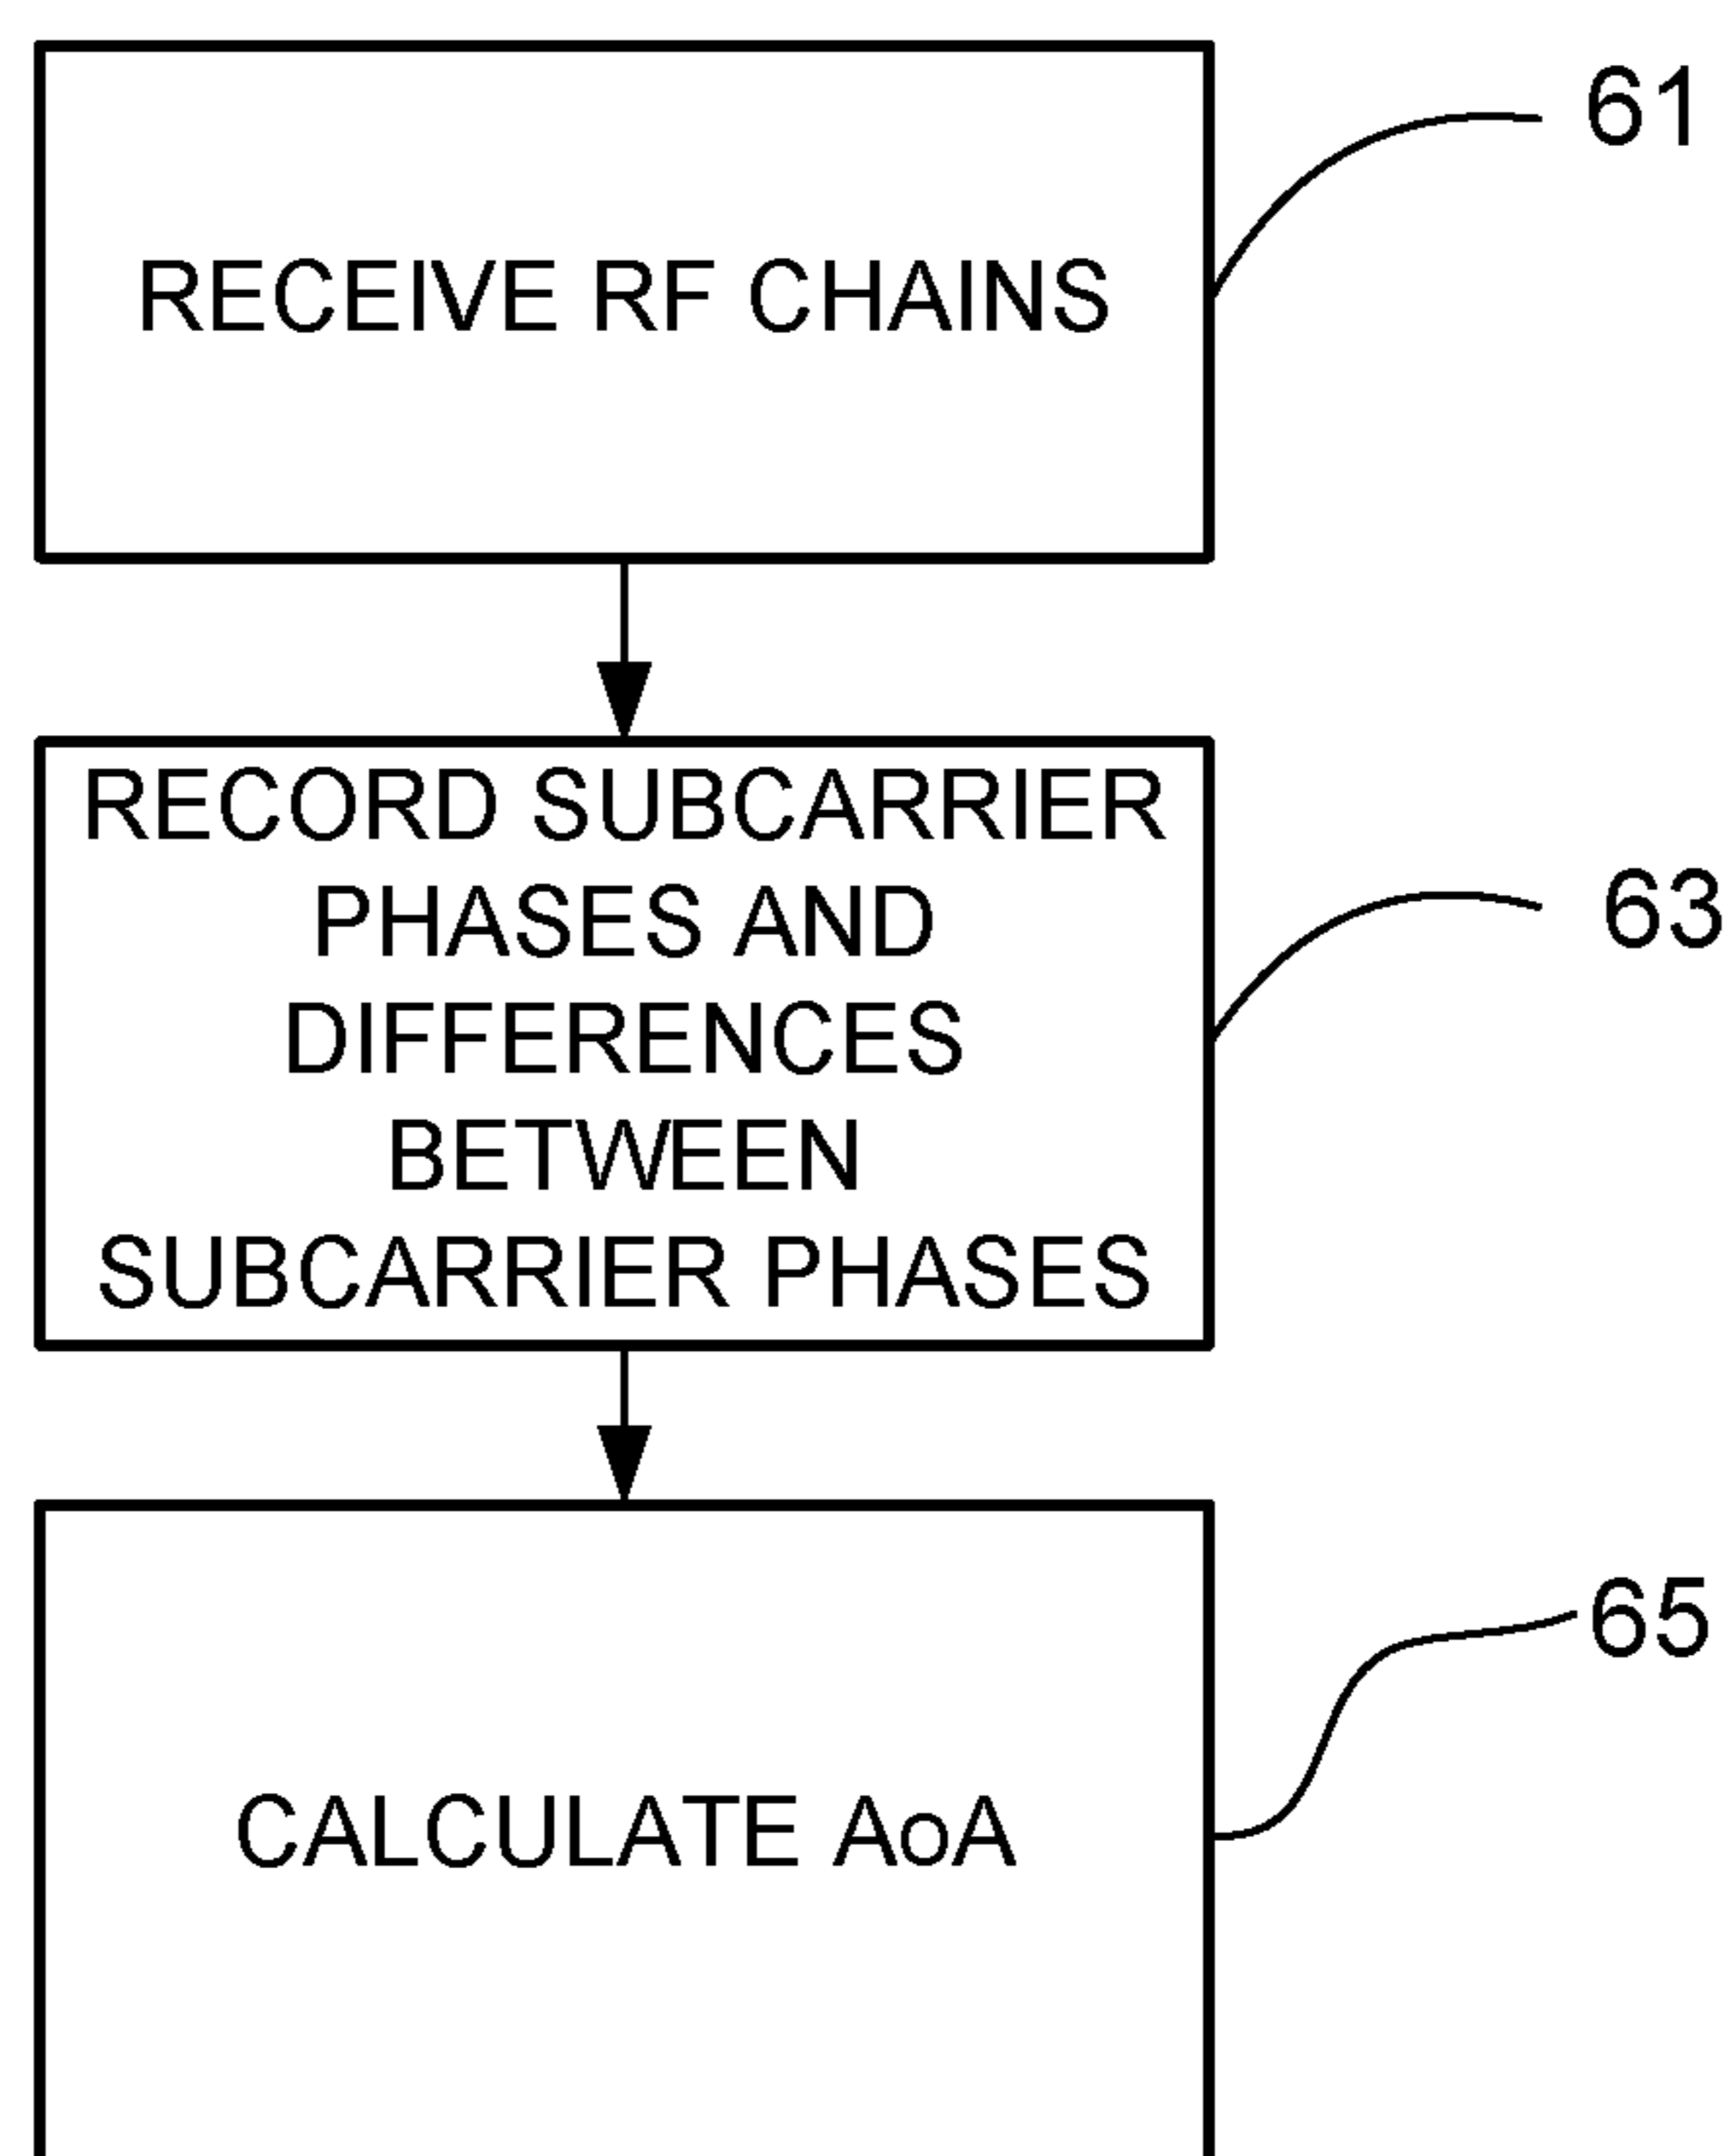 RECEIVE RF CHAINS
61
RECORD SUBCARRIER
PHASES AND
DIFFERENCES
BETWEEN
SUBCARRIER PHASES
63
CALCULATE AoA
65